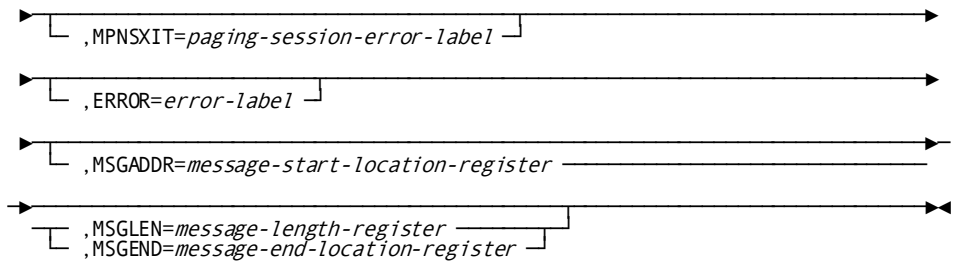 ,MPNSXIT=paging-session-error-label
,ERROR=error-label
,MSGADDR=message-start-location-register
,MSGLEN=message-length-register
,MSGEND=message-end-location-register